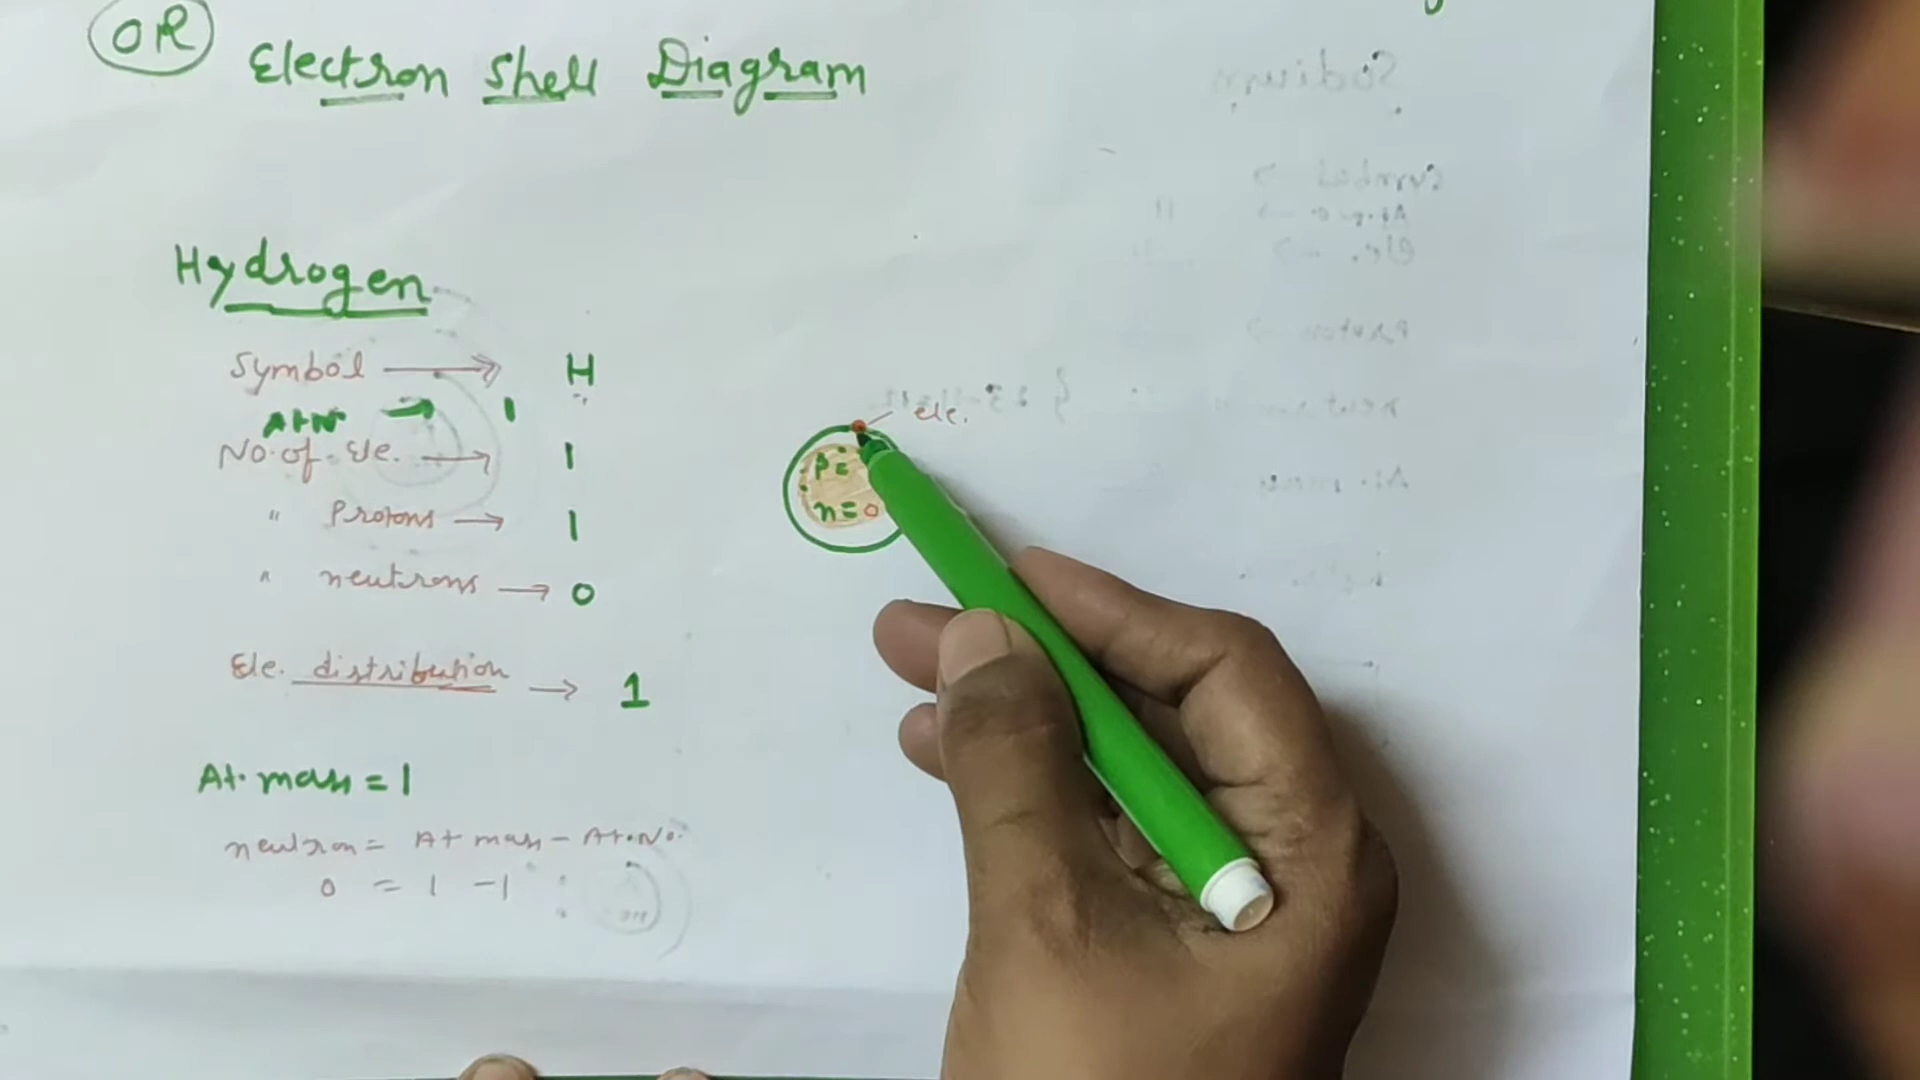 OR
Electron Shell Diagram
Hydrogen
Symbol → H
At N → 1
No. of Ele. → 1
" Protons → 1
" neutrons → 0
Ele. distribution → 1
At. mass = 1
neutron = At mass - At. No.
0 = 1 - 1
ele.
P =
n = 0